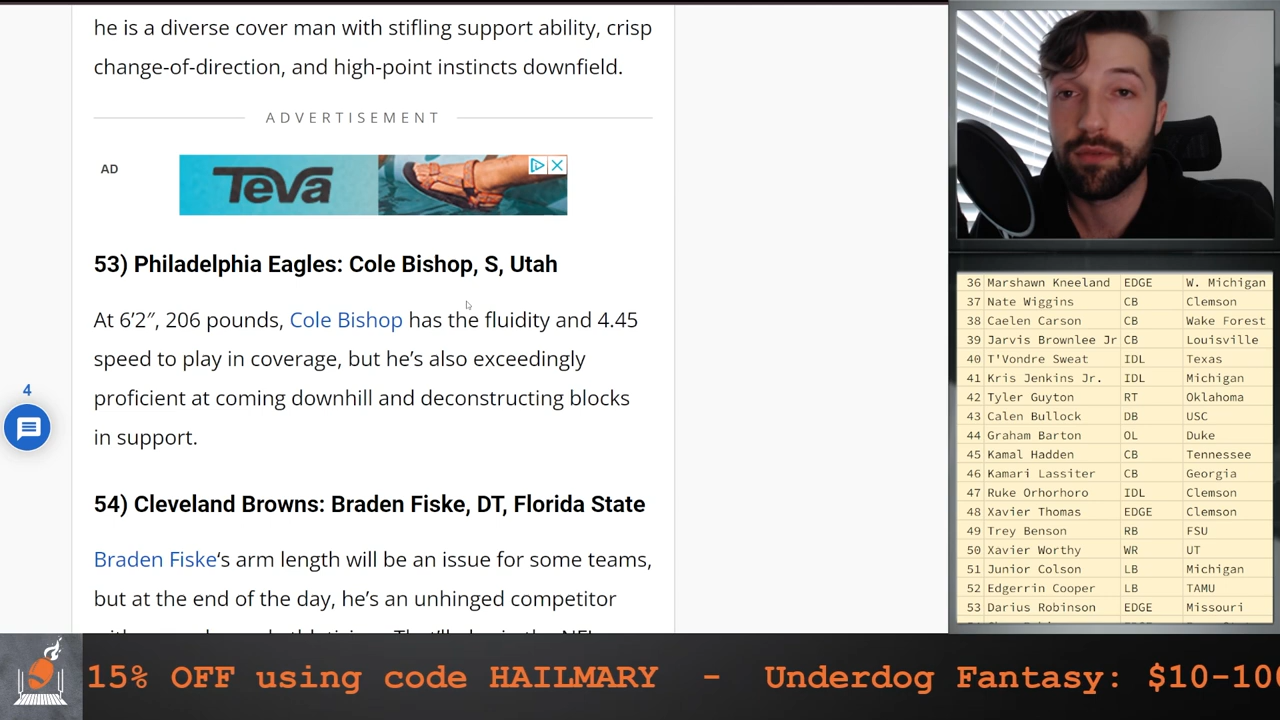 he is a diverse cover man with stifling support ability, crisp
change-of-direction, and high-point instincts downfield.
ADVERTISEMENT
AD
Teva
53) Philadelphia Eagles: Cole Bishop, S, Utah
At 6’2″, 206 pounds, Cole Bishop has the fluidity and 4.45
speed to play in coverage, but he’s also exceedingly
proficient at coming downhill and deconstructing blocks
in support.
4
54) Cleveland Browns: Braden Fiske, DT, Florida State
Braden Fiske‘s arm length will be an issue for some teams,
but at the end of the day, he’s an unhinged competitor
36 Marshawn Kneeland EDGE W. Michigan
37 Nate Wiggins CB Clemson
38 Caelen Carson CB Wake Forest
39 Jarvis Brownlee Jr CB Louisville
40 T'Vondre Sweat IDL Texas
41 Kris Jenkins Jr. IDL Michigan
42 Tyler Guyton RT Oklahoma
43 Calen Bullock DB USC
44 Graham Barton OL Duke
45 Kamal Hadden CB Tennessee
46 Kamari Lassiter CB Georgia
47 Ruke Orhorhoro IDL Clemson
48 Xavier Thomas EDGE Clemson
49 Trey Benson RB FSU
50 Xavier Worthy WR UT
51 Junior Colson LB Michigan
52 Edgerrin Cooper LB TAMU
53 Darius Robinson EDGE Missouri
15% OFF using code HAILMARY - Underdog Fantasy: $10-100